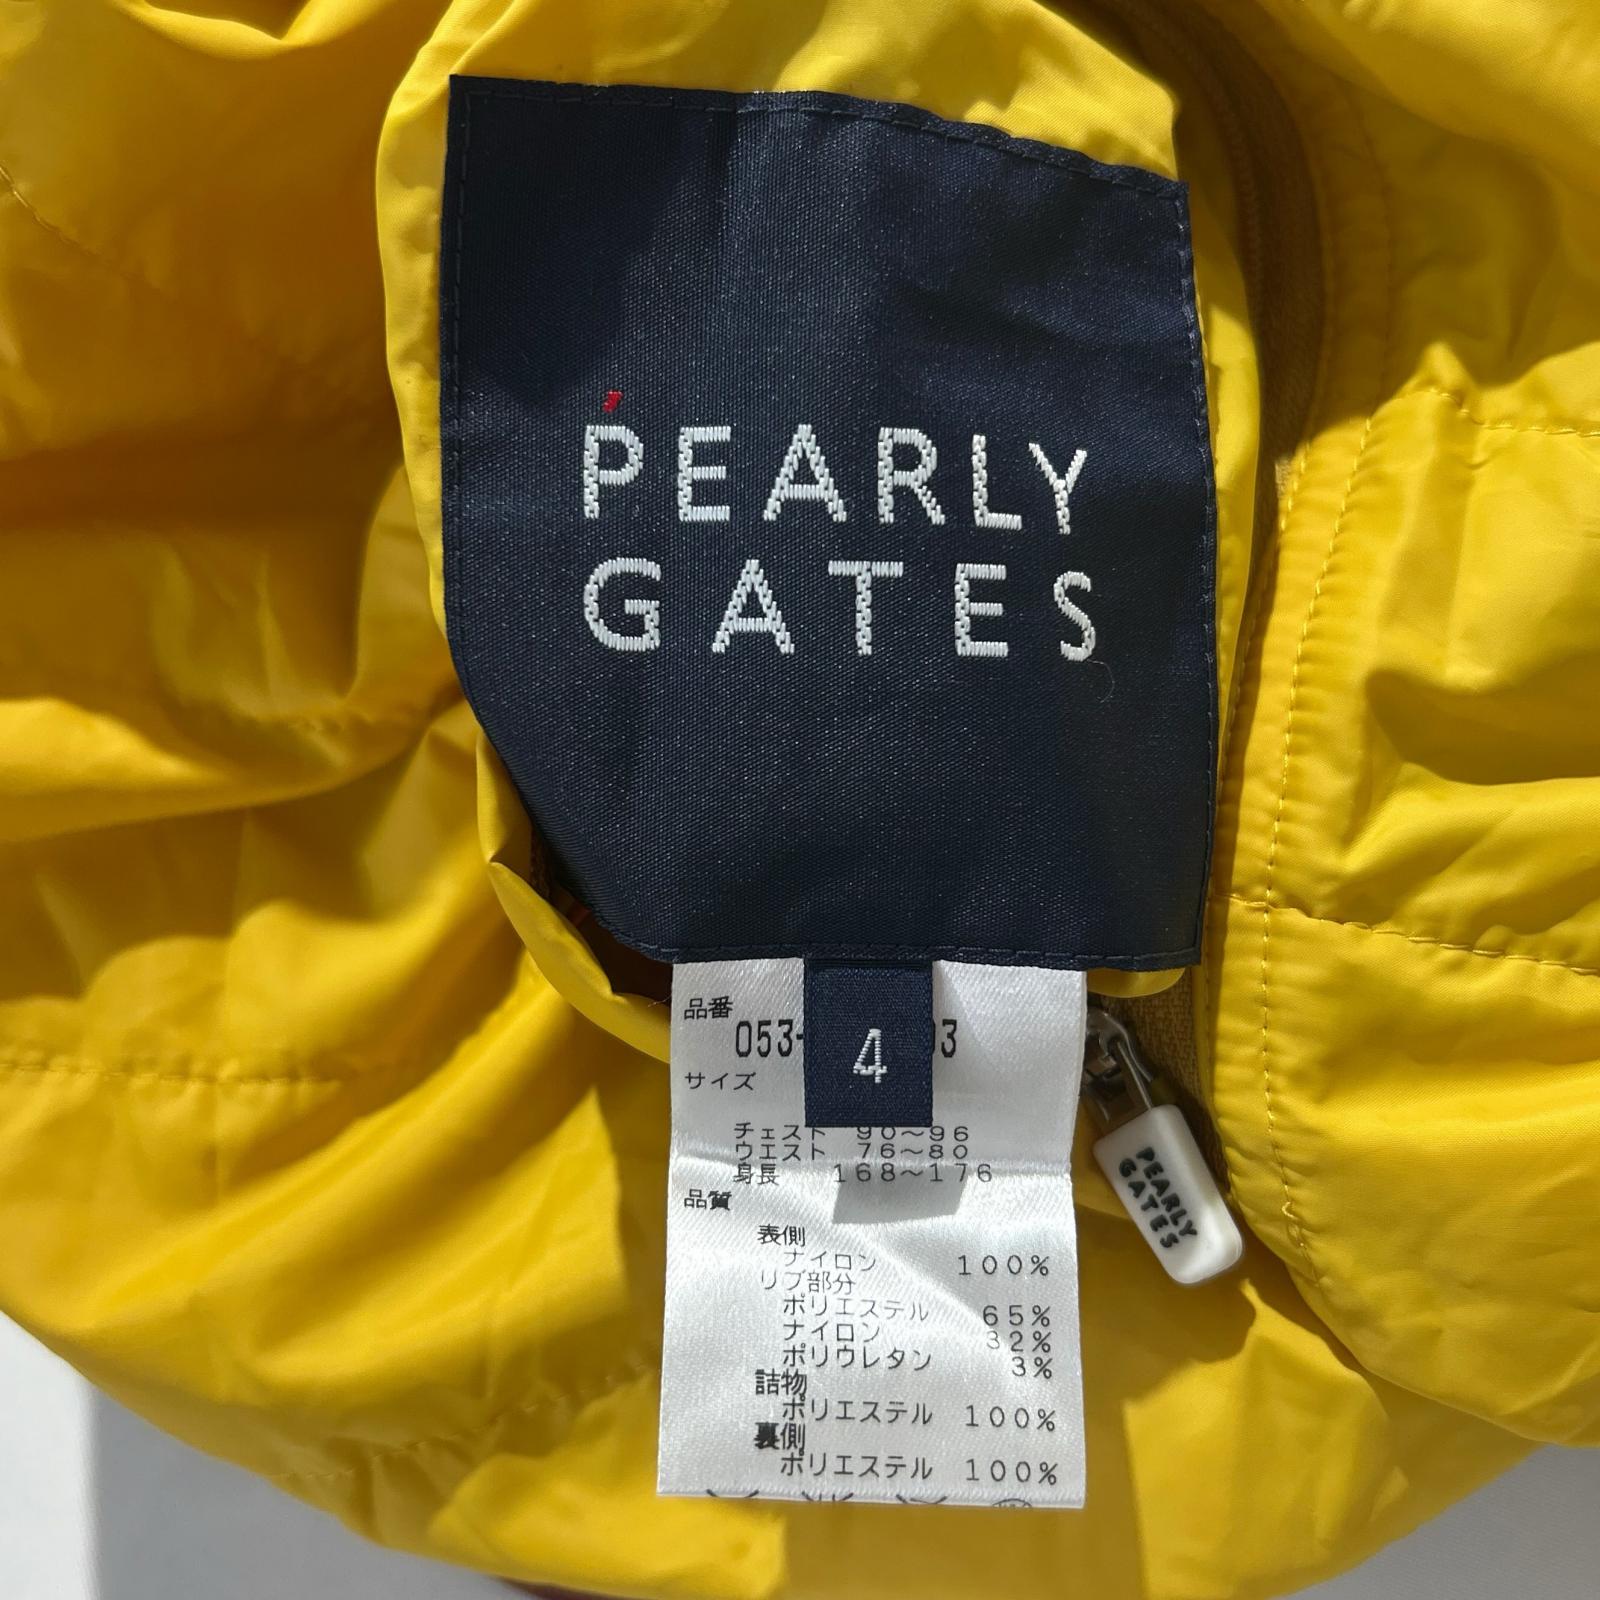 PEARLY
GATES
4
品番
053-
03
サイズ
チェスト 90~96
ウエスト 76~80
身長 168~176
品質
表側
ナイロン 100%
リブ部分
ポリエステル 65%
ナイロン 32%
ポリウレタン 3%
詰物
ポリエステル 100%
裏側
ポリエステル 100%
PEARLY
GATES